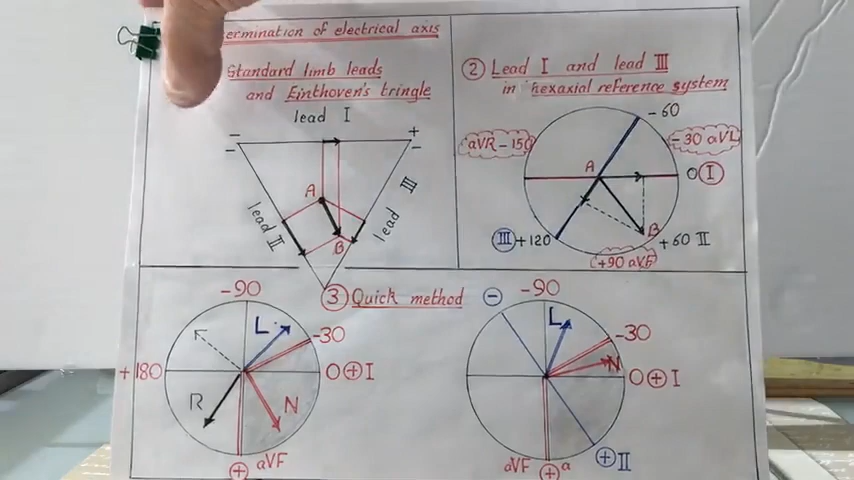 ermination of electrical axis
Standard limb leads
and Einthoven's tringle
lead I
− +
− −
A
B
lead II
lead III
② Lead I and lead III
in hexaxial reference system
-60
aVR -150
-30 aVL
A
0 I
B
III +120
+60 II
+90 aVF
③ Quick method
-90
L
-30
+180
0 ⊕ I
R
N
⊕ aVF
⊖ -90
L
-30
N
0 ⊕ I
⊕ II
aVF ⊕ a